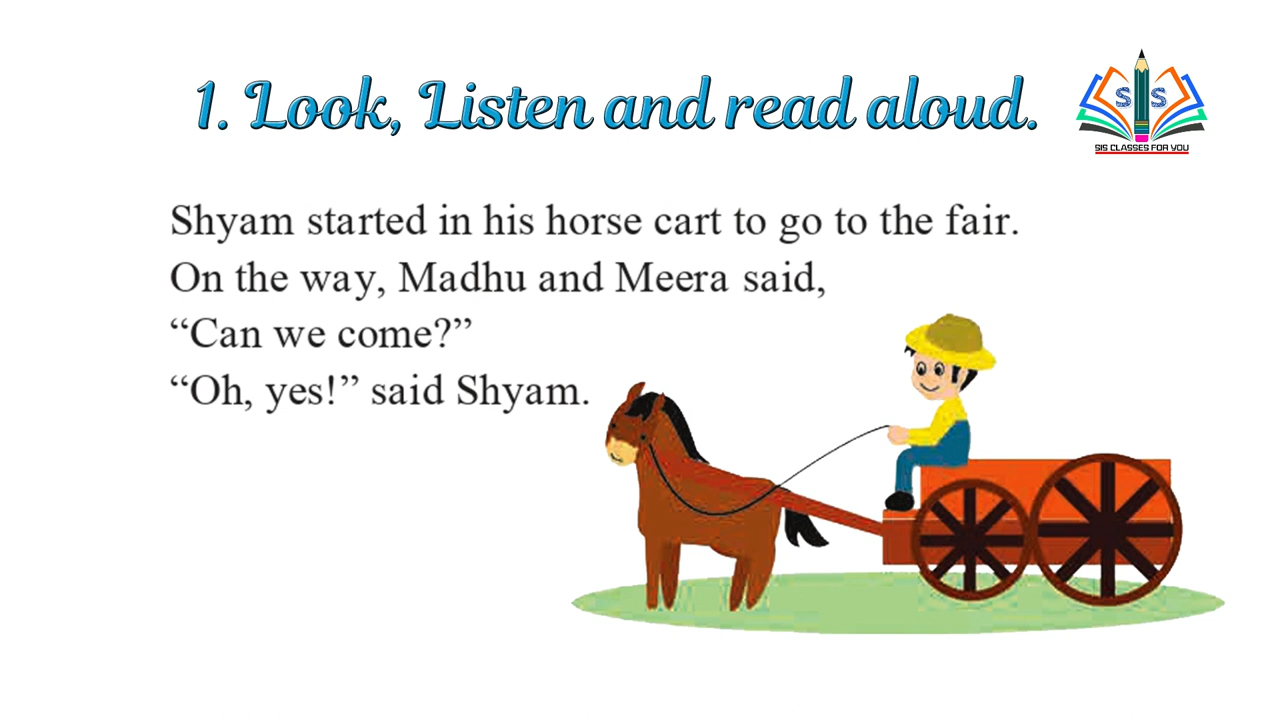 1. Look, Listen and read aloud.
S S
SIS CLASSES FOR YOU
Shyam started in his horse cart to go to the fair.
On the way, Madhu and Meera said,
“Can we come?”
“Oh, yes!” said Shyam.